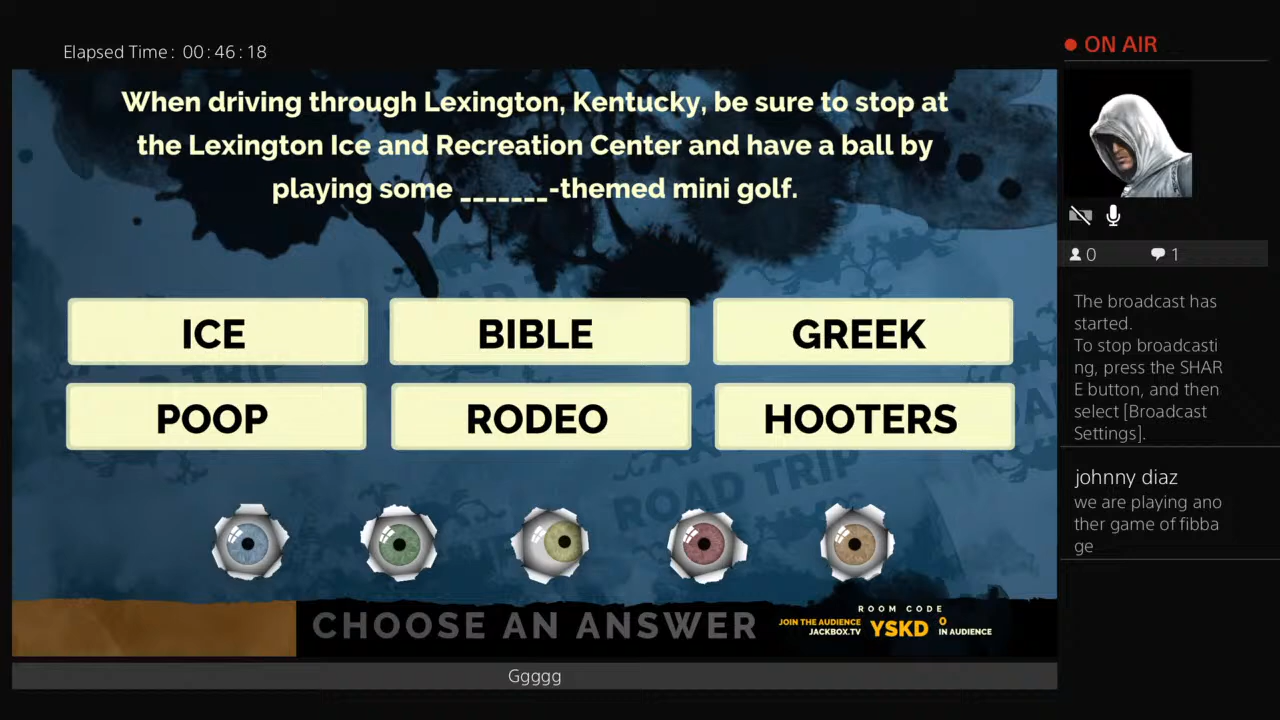 Elapsed Time: 00:46:18
ON AIR
When driving through Lexington, Kentucky, be sure to stop at
the Lexington Ice and Recreation Center and have a ball by
playing some _______-themed mini golf.
ICE
BIBLE
GREEK
POOP
RODEO
HOOTERS
ROAD TRIP
CHOOSE AN ANSWER
JOIN THE AUDIENCE
JACKBOX.TV
ROOM CODE
YSKD
0
IN AUDIENCE
Ggggg
0
1
The broadcast has
started.
To stop broadcasti
ng, press the SHAR
E button, and then
select [Broadcast
Settings].
johnny diaz
we are playing ano
ther game of fibba
ge